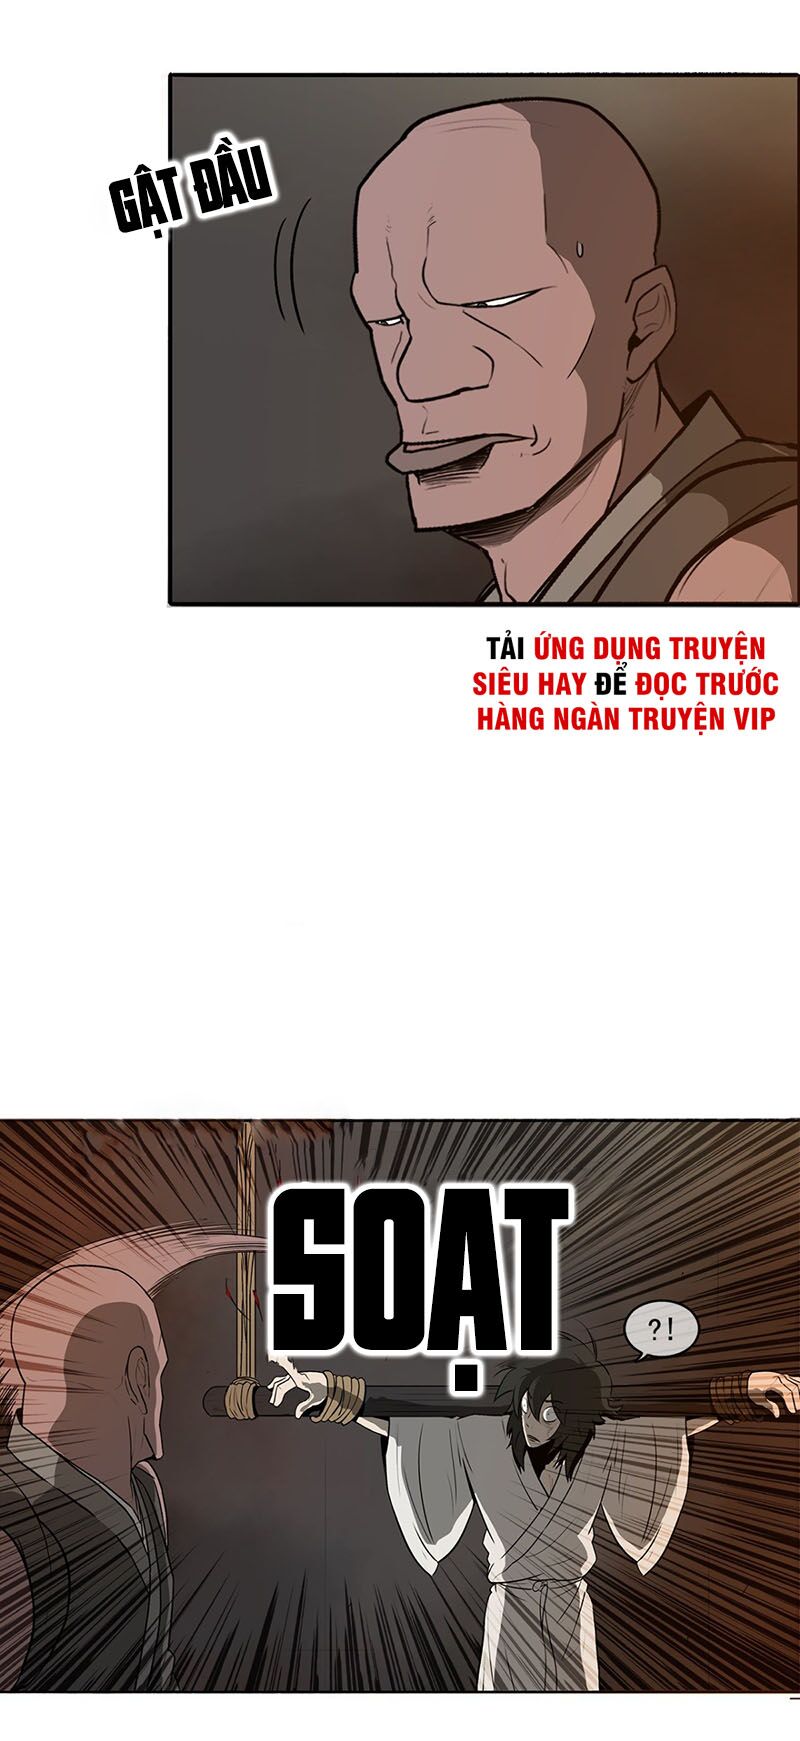 GẬT ĐẦU
TẢI ỨNG DỤNG TRUYỆN
SIÊU HAY ĐỂ ĐỌC TRƯỚC
HÀNG NGÀN TRUYỆN VIP
SOẠT
?!